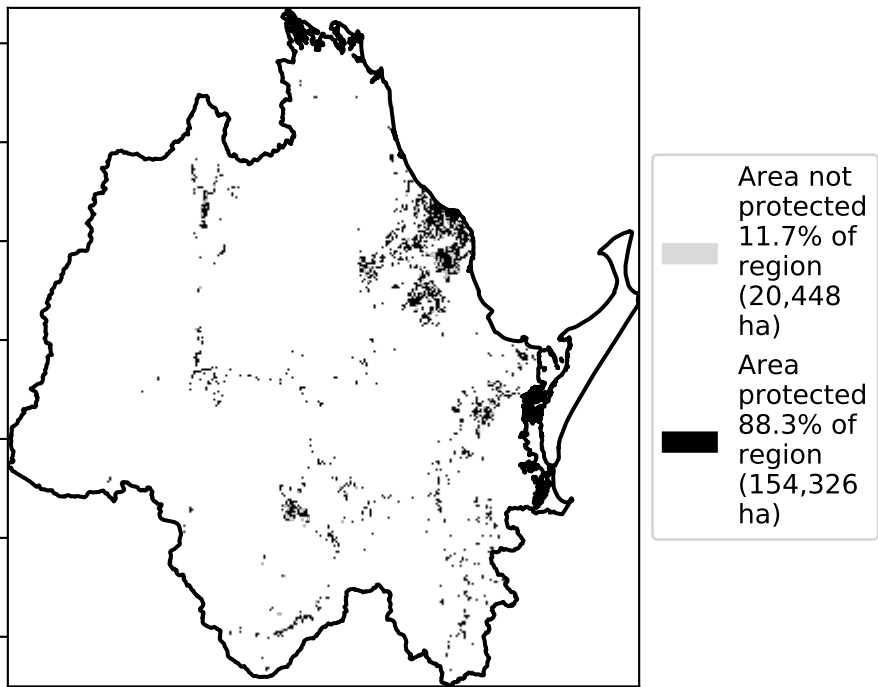 Area not
protected
11.7% of
region
(20,448
ha)
Area
protected
88.3% of
region
(154,326
ha)